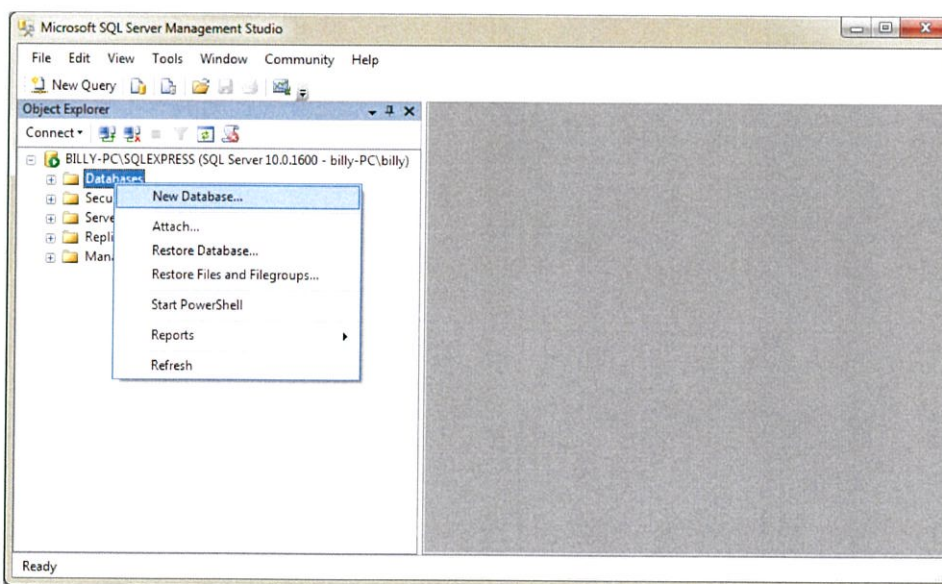 Microsoft SQL Server Management Studio
File Edit View Tools Window Community Help
New Query
Object Explorer
Connect
BILLY-PC\SQLEXPRESS (SQL Server 10.0.1600 - billy-PC\billy)
Databases
Secu
Serve
Repli
Mana
New Database...
Attach...
Restore Database...
Restore Files and Filegroups...
Start PowerShell
Reports
Refresh
Ready